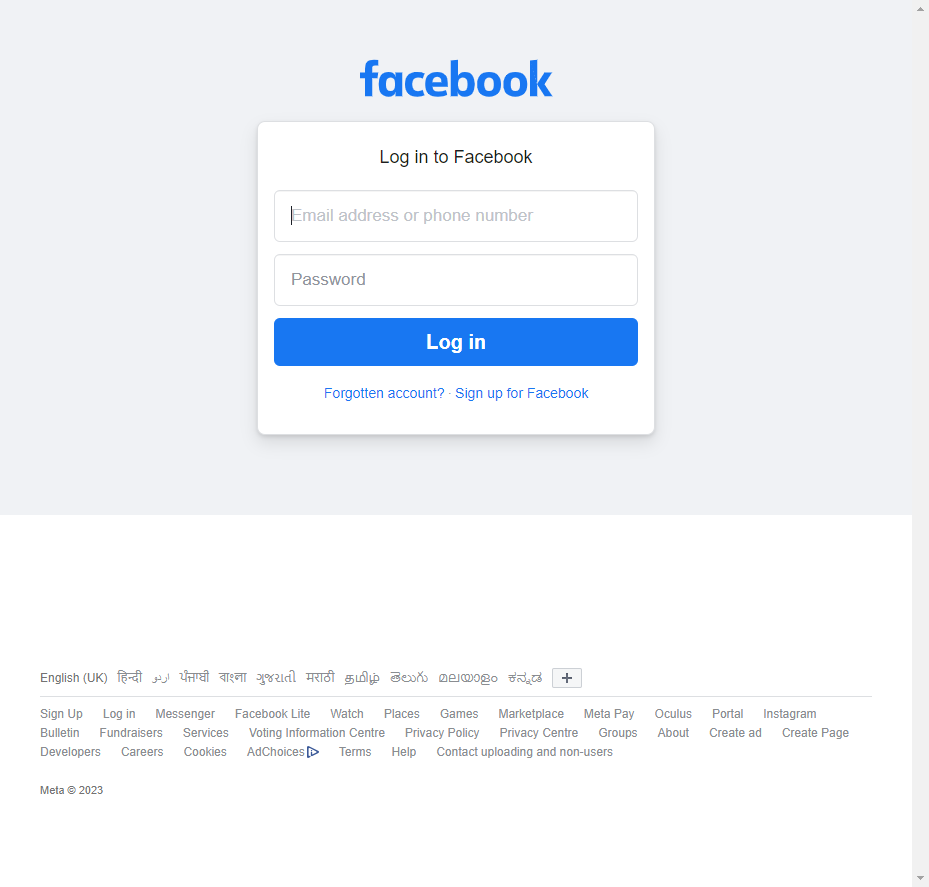 facebook
Log in to Facebook
Email address or phone number
Password
Log in
Forgotten account? · Sign up for Facebook
English (UK) हिन्दी اردو ਪੰਜਾਬੀ বাংলা ગુજરાતી मराठी தமிழ் తెలుగు മലയാളം ಕನ್ನಡ +
Sign Up Log in Messenger Facebook Lite Watch Places Games Marketplace Meta Pay Oculus Portal Instagram
Bulletin Fundraisers Services Voting Information Centre Privacy Policy Privacy Centre Groups About Create ad Create Page
Developers Careers Cookies AdChoices Terms Help Contact uploading and non-users
Meta © 2023